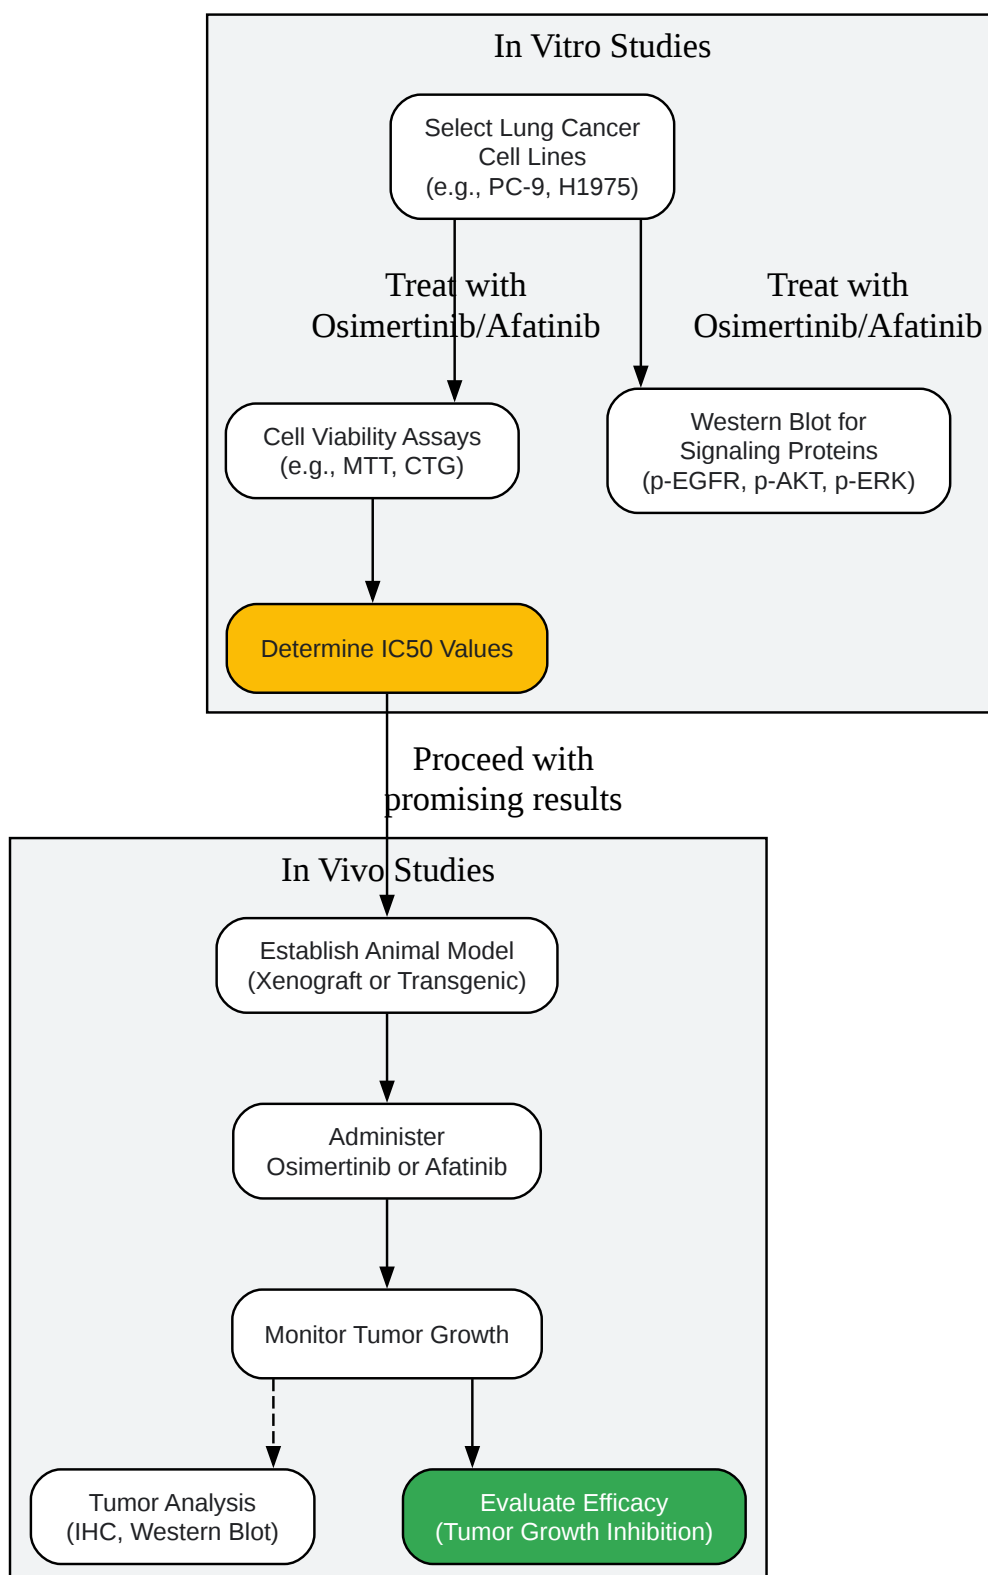 In Vitro Studies
Select Lung Cancer
Cell Lines
(e.g., PC-9, H1975)
Treat with
Osimertinib/Afatinib
Treat with
Osimertinib/Afatinib
Cell Viability Assays
(e.g., MTT, CTG)
Western Blot for
Signaling Proteins
(p-EGFR, p-AKT, p-ERK)
Determine IC50 Values
Proceed with
promising results
In Vivo Studies
Establish Animal Model
(Xenograft or Transgenic)
Administer
Osimertinib or Afatinib
Monitor Tumor Growth
Tumor Analysis
(IHC, Western Blot)
Evaluate Efficacy
(Tumor Growth Inhibition)